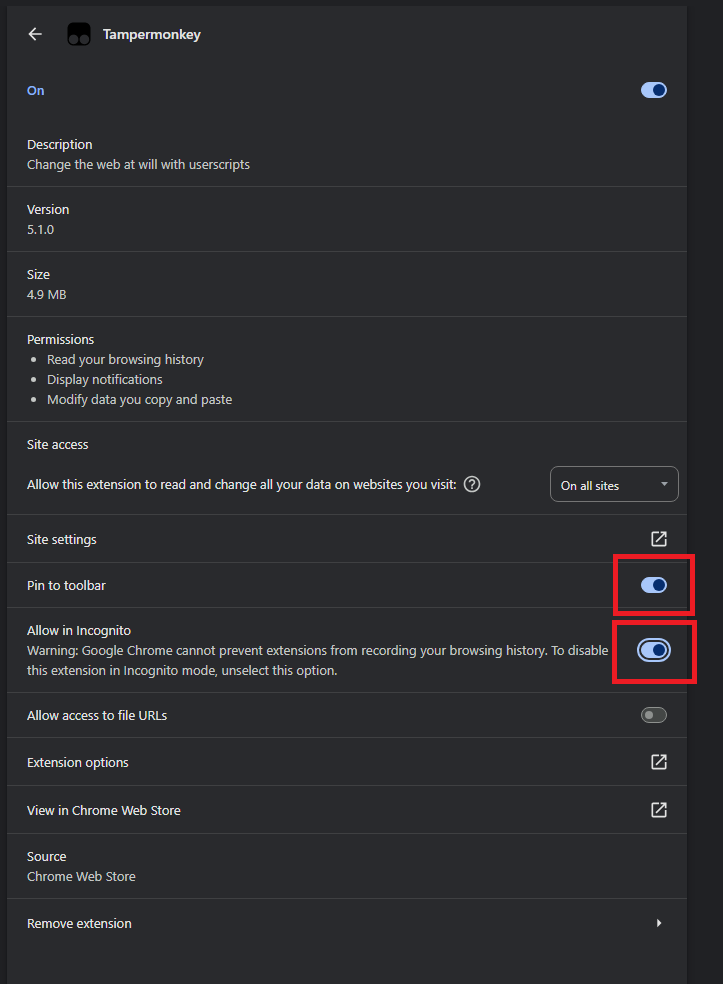 Tampermonkey
On
Description
Change the web at will with userscripts
Version
5.1.0
Size
4.9 MB
Permissions
Read your browsing history
Display notifications
Modify data you copy and paste
Site access
Allow this extension to read and change all your data on websites you visit:
On all sites
Site settings
Pin to toolbar
Allow in Incognito
Warning: Google Chrome cannot prevent extensions from recording your browsing history. To disable
this extension in Incognito mode, unselect this option.
Allow access to file URLs
Extension options
View in Chrome Web Store
Source
Chrome Web Store
Remove extension